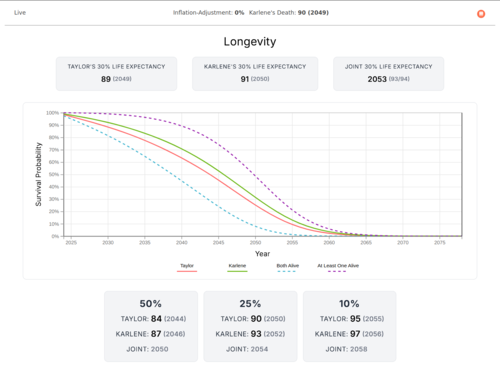 Live
Inflation-Adjustment: 0% Karlene's Death: 90 (2049)
Longevity
TAYLOR'S 30% LIFE EXPECTANCY
89 (2049)
KARLENE'S 30% LIFE EXPECTANCY
91 (2050)
JOINT 30% LIFE EXPECTANCY
2053 (93/94)
Survival Probability
100%
90%
80%
70%
60%
50%
40%
30%
20%
10%
0%
2025 2030 2035 2040 2045 2050 2055 2060 2065 2070 2075
Year
Taylor Karlene Both Alive At Least One Alive
50%
TAYLOR: 84 (2044)
KARLENE: 87 (2046)
JOINT: 2050
25%
TAYLOR: 90 (2050)
KARLENE: 93 (2052)
JOINT: 2054
10%
TAYLOR: 95 (2055)
KARLENE: 97 (2056)
JOINT: 2058